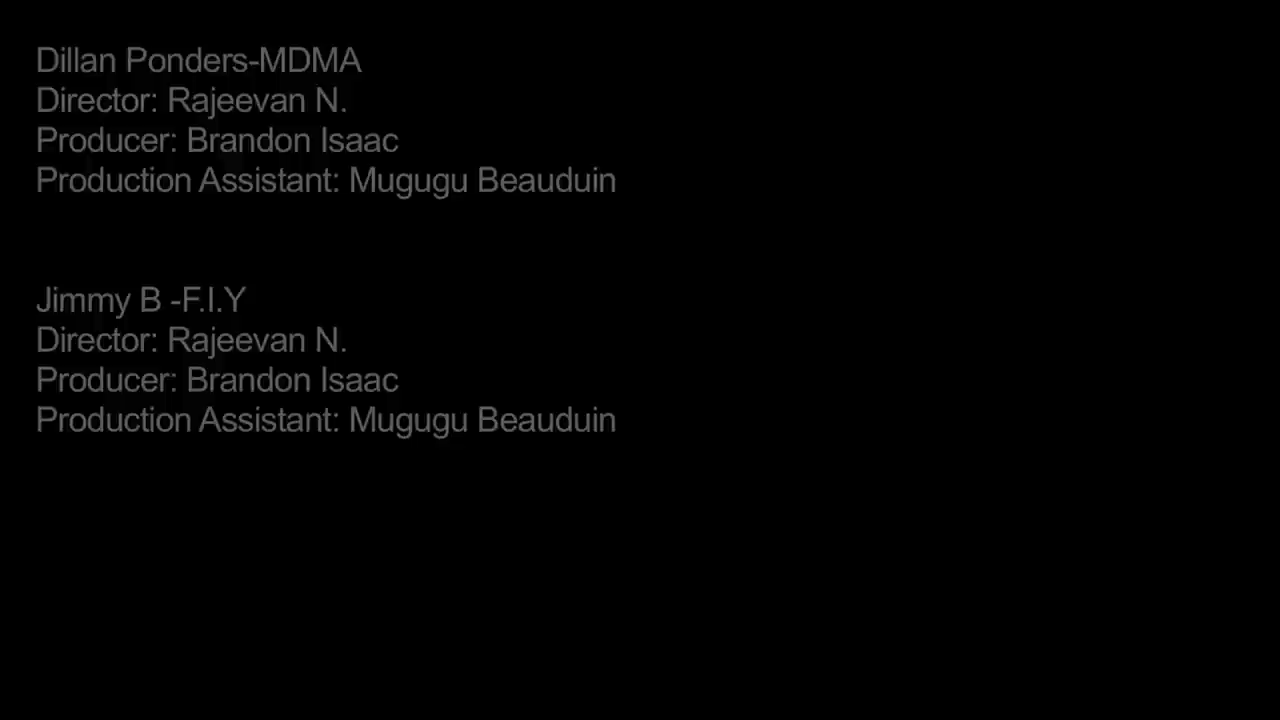 Dillan Ponders-MDMA
Director: Rajeevan N.
Producer: Brandon Isaac
Production Assistant: Mugugu Beauduin
Jimmy B -F.I.Y
Director: Rajeevan N.
Producer: Brandon Isaac
Production Assistant: Mugugu Beauduin